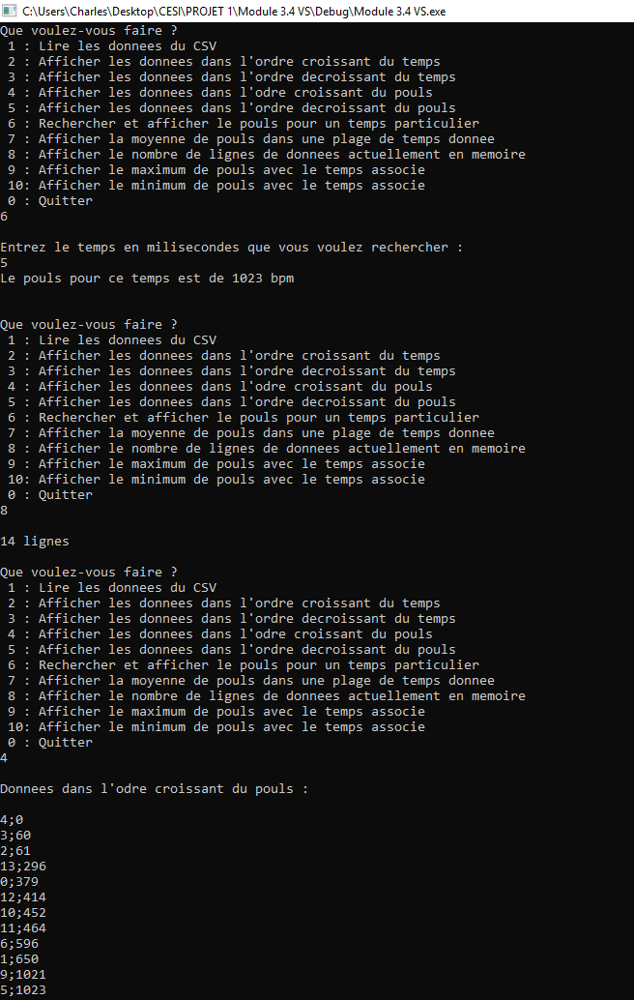 C:\Users\Charles\Desktop\CESI\PROJET 1\Module 3.4 VS\Debug\Module 3.4 VS.exe
Que voulez-vous faire ?
1 : Lire les donnees du CSV
2 : Afficher les donnees dans l'ordre croissant du temps
3 : Afficher les donnees dans l'ordre decroissant du temps
4 : Afficher les donnees dans l'odre croissant du pouls
5 : Afficher les donnees dans l'ordre decroissant du pouls
6 : Rechercher et afficher le pouls pour un temps particulier
7 : Afficher la moyenne de pouls dans une plage de temps donnee
8 : Afficher le nombre de lignes de donnees actuellement en memoire
9 : Afficher le maximum de pouls avec le temps associe
10: Afficher le minimum de pouls avec le temps associe
0 : Quitter
6
Entrez le temps en milisecondes que vous voulez rechercher :
5
Le pouls pour ce temps est de 1023 bpm
Que voulez-vous faire ?
1 : Lire les donnees du CSV
2 : Afficher les donnees dans l'ordre croissant du temps
3 : Afficher les donnees dans l'ordre decroissant du temps
4 : Afficher les donnees dans l'odre croissant du pouls
5 : Afficher les donnees dans l'ordre decroissant du pouls
6 : Rechercher et afficher le pouls pour un temps particulier
7 : Afficher la moyenne de pouls dans une plage de temps donnee
8 : Afficher le nombre de lignes de donnees actuellement en memoire
9 : Afficher le maximum de pouls avec le temps associe
10: Afficher le minimum de pouls avec le temps associe
0 : Quitter
8
14 lignes
Que voulez-vous faire ?
1 : Lire les donnees du CSV
2 : Afficher les donnees dans l'ordre croissant du temps
3 : Afficher les donnees dans l'ordre decroissant du temps
4 : Afficher les donnees dans l'odre croissant du pouls
5 : Afficher les donnees dans l'ordre decroissant du pouls
6 : Rechercher et afficher le pouls pour un temps particulier
7 : Afficher la moyenne de pouls dans une plage de temps donnee
8 : Afficher le nombre de lignes de donnees actuellement en memoire
9 : Afficher le maximum de pouls avec le temps associe
10: Afficher le minimum de pouls avec le temps associe
0 : Quitter
4
Donnees dans l'odre croissant du pouls :
4;0
3;60
2;61
13;296
0;379
12;414
10;452
11;464
6;596
1;650
9;1021
5;1023